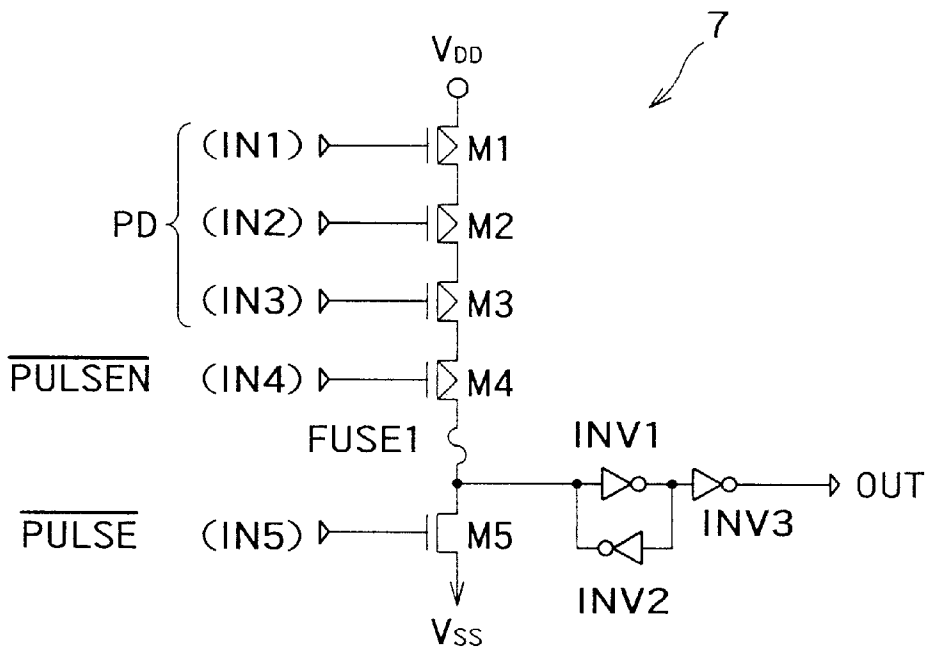 7
VDD
(IN1)
M1
PD
(IN2)
M2
(IN3)
M3
PULSEN
(IN4)
M4
FUSE1
INV1
OUT
PULSE
(IN5)
M5
INV3
INV2
VSS